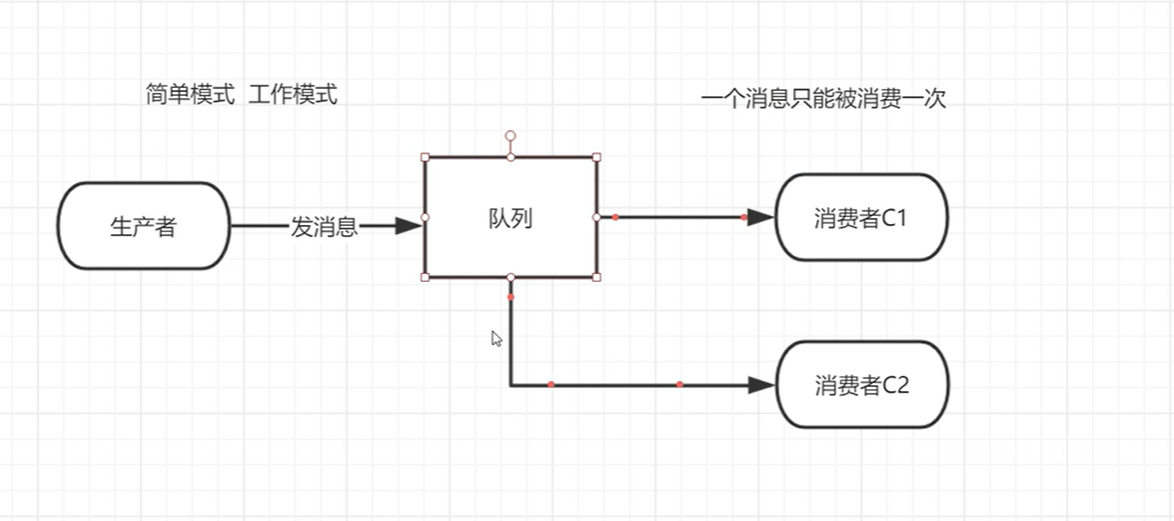 简单模式 工作模式
一个消息只能被消费一次
生产者
发消息
队列
消费者C1
消费者C2